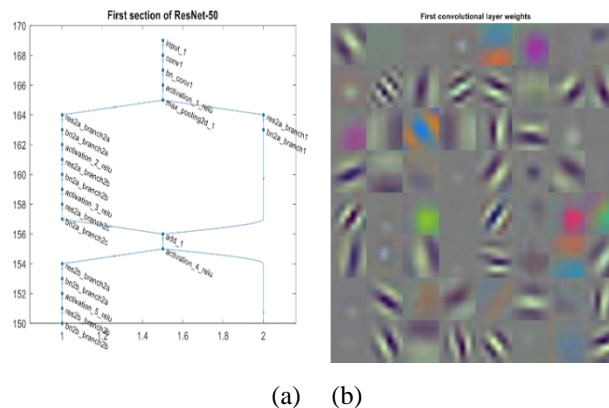 First section of ResNet-50
170
168
166
164
162
160
158
156
154
152
150
1
1.2
1.4
1.6
1.8
2
input_1
conv1
bn_conv1
activation_1_relu
max_pooling2d_1
res2a_branch2a
bn2a_branch2a
activation_2_relu
res2a_branch2b
bn2a_branch2b
activation_3_relu
res2a_branch2c
bn2a_branch2c
res2a_branch1
bn2a_branch1
add_1
activation_4_relu
res2b_branch2a
bn2b_branch2a
activation_5_relu
res2b_branch2b
bn2b_branch2b
First convolutional layer weights
(a) (b)